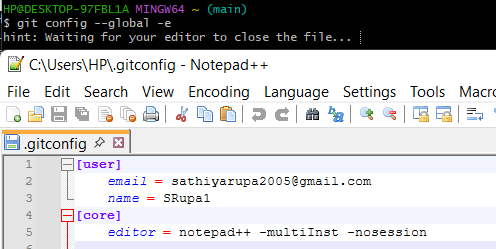 HP@DESKTOP-97FBL1A MINGW64 ~ (main)
$ git config --global -e
hint: Waiting for your editor to close the file...
C:\Users\HP\.gitconfig - Notepad++
File Edit Search View Encoding Language Settings Tools Macro
.gitconfig
1 [user]
2 email = sathiyarupa2005@gmail.com
3 name = SRupa1
4 [core]
5 editor = notepad++ -multiInst -nosession